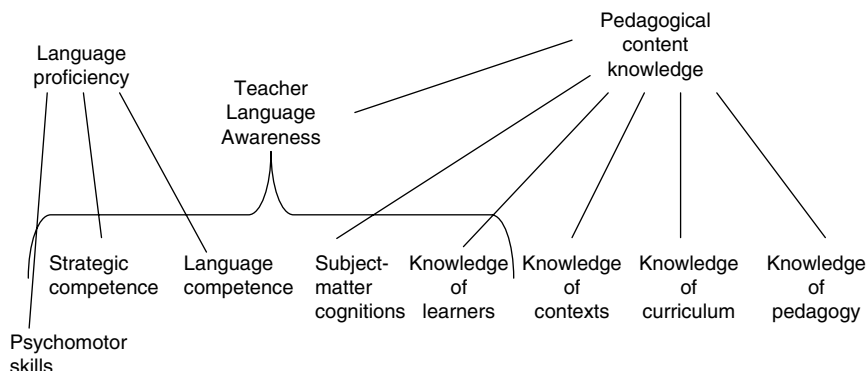 Pedagogical
content
knowledge
Language
proficiency
Teacher
Language
Awareness
Strategic
competence
Language
competence
Subject-
matter
cognitions
Knowledge
of
learners
Knowledge
of
contexts
Knowledge
of
curriculum
Knowledge
of
pedagogy
Psychomotor
skills